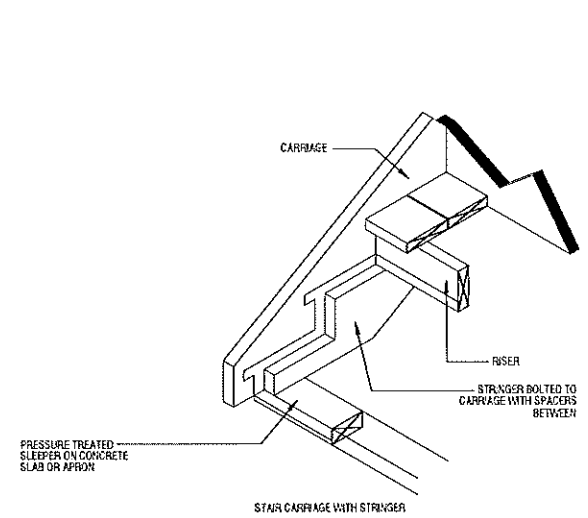 CARRIAGE
RISER
STRINGER BOLTED TO
CARRIAGE WITH SPACERS
BETWEEN
PRESSURE TREATED
SLEEPER ON CONCRETE
SLAB OR APRON
STAIR CARRIAGE WITH STRINGER